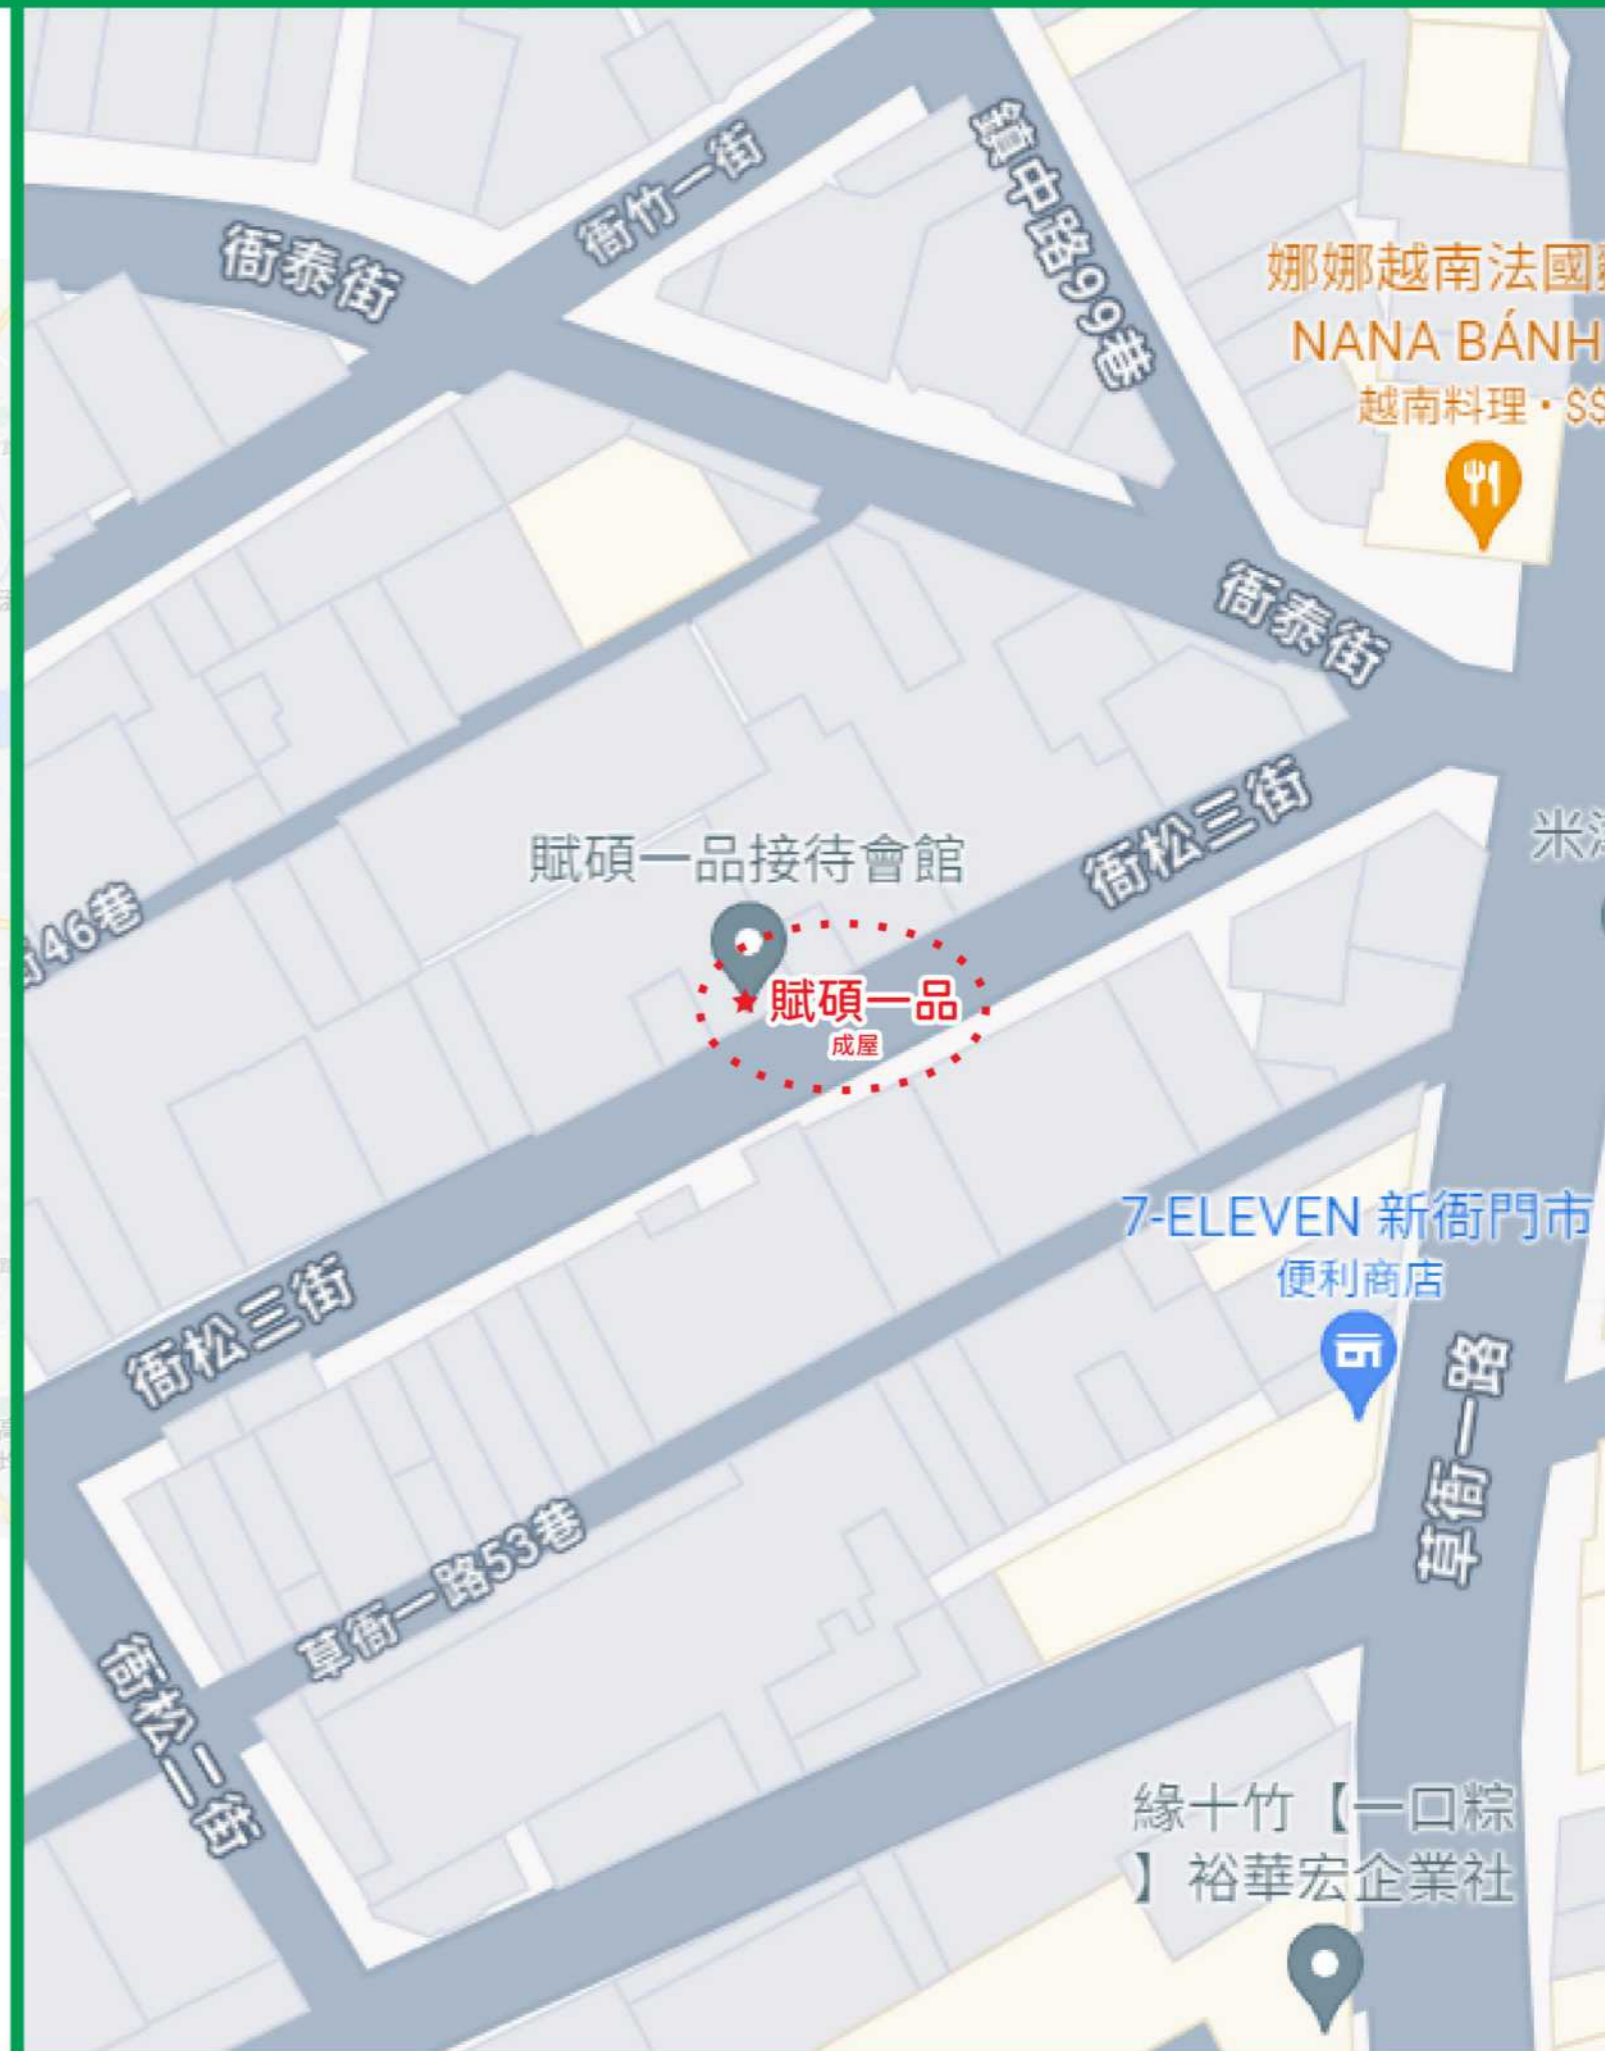 衙竹一街
鎮中路99巷
衙泰街
娜娜越南法國
NANA BÁNH
越南料理・$$
衙泰街
衙松三街
米
賦碩一品接待會館
46巷
賦碩一品
成屋
7-ELEVEN 新衙門市
便利商店
衙松三街
草衙一路
草衙一路53巷
衙松二街
緣十竹【一口粽
】裕華宏企業社